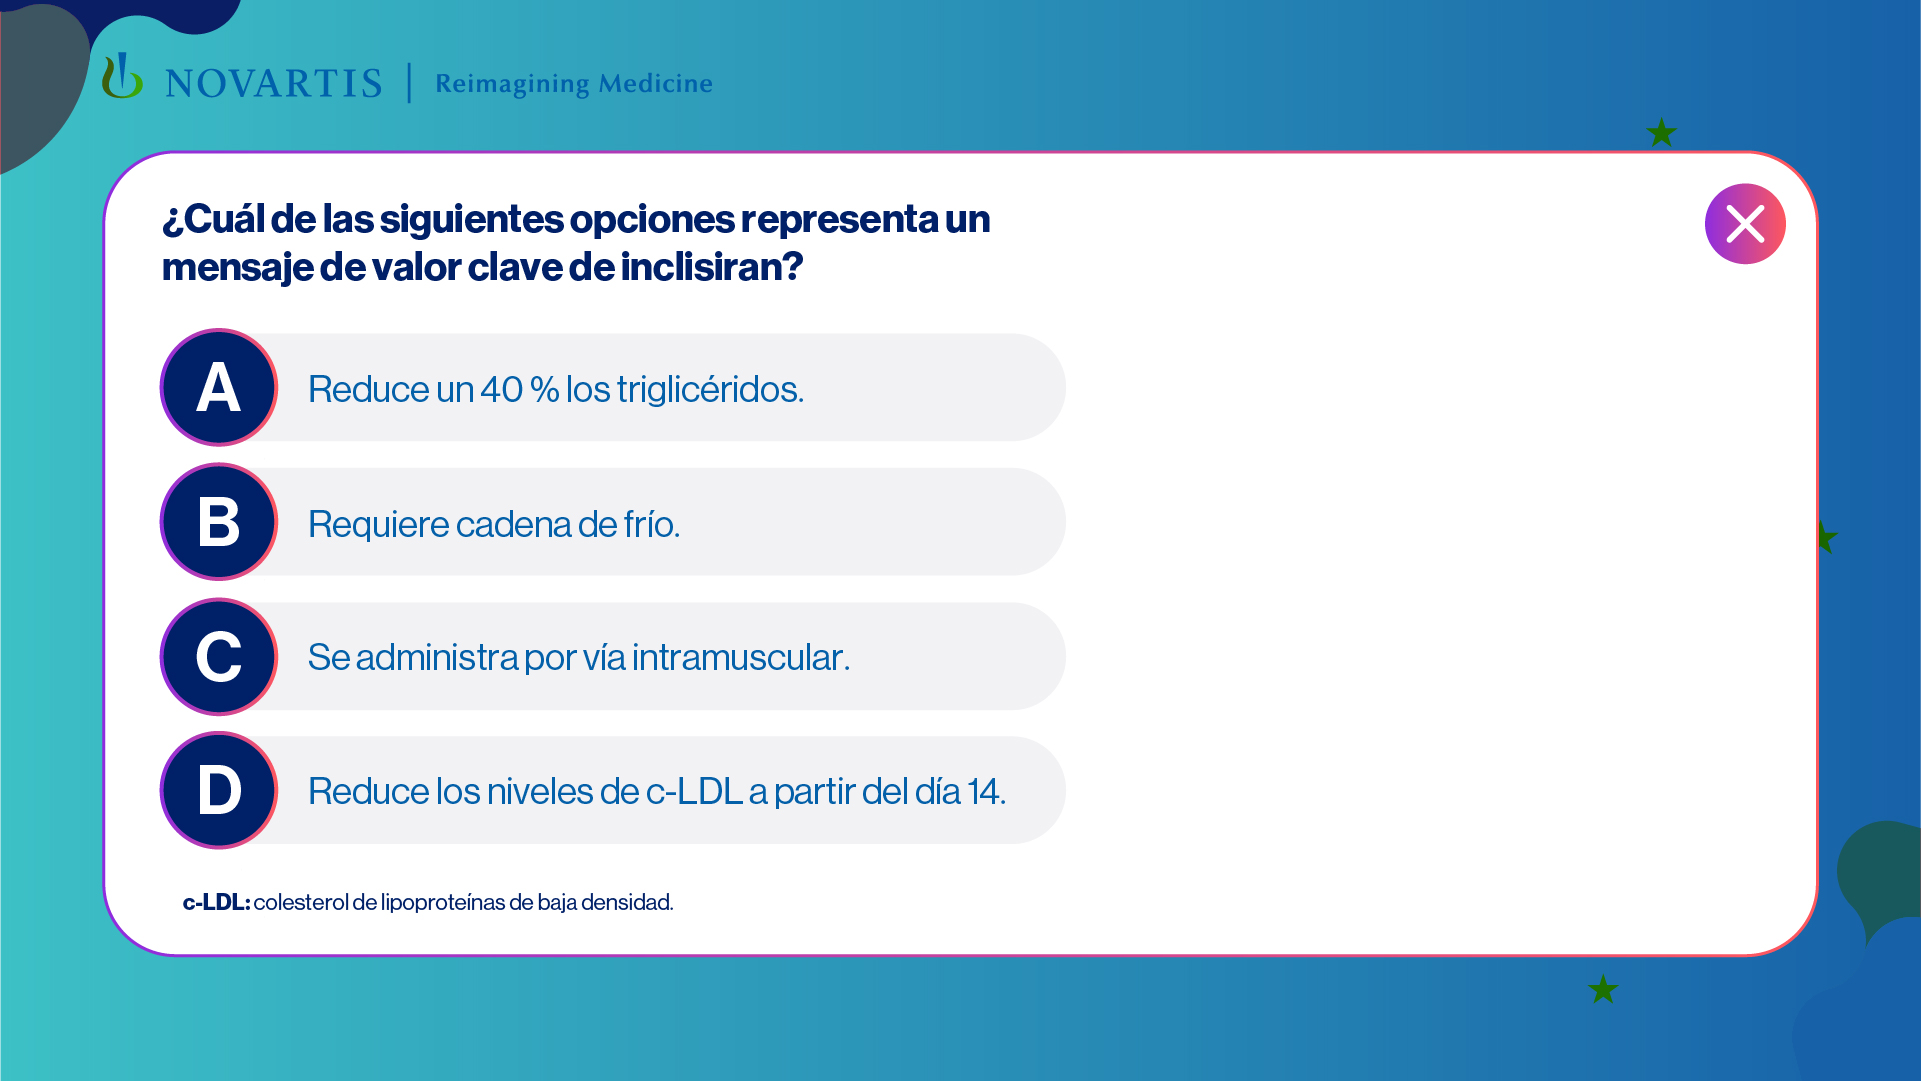 NOVARTIS | Reimagining Medicine
¿Cuál de las siguientes opciones representa un
mensaje de valor clave de inclisiran?
A Reduce un 40 % los triglicéridos.
B Requiere cadena de frío.
C Se administra por vía intramuscular.
D Reduce los niveles de c-LDL a partir del día 14.
c-LDL: colesterol de lipoproteínas de baja densidad.